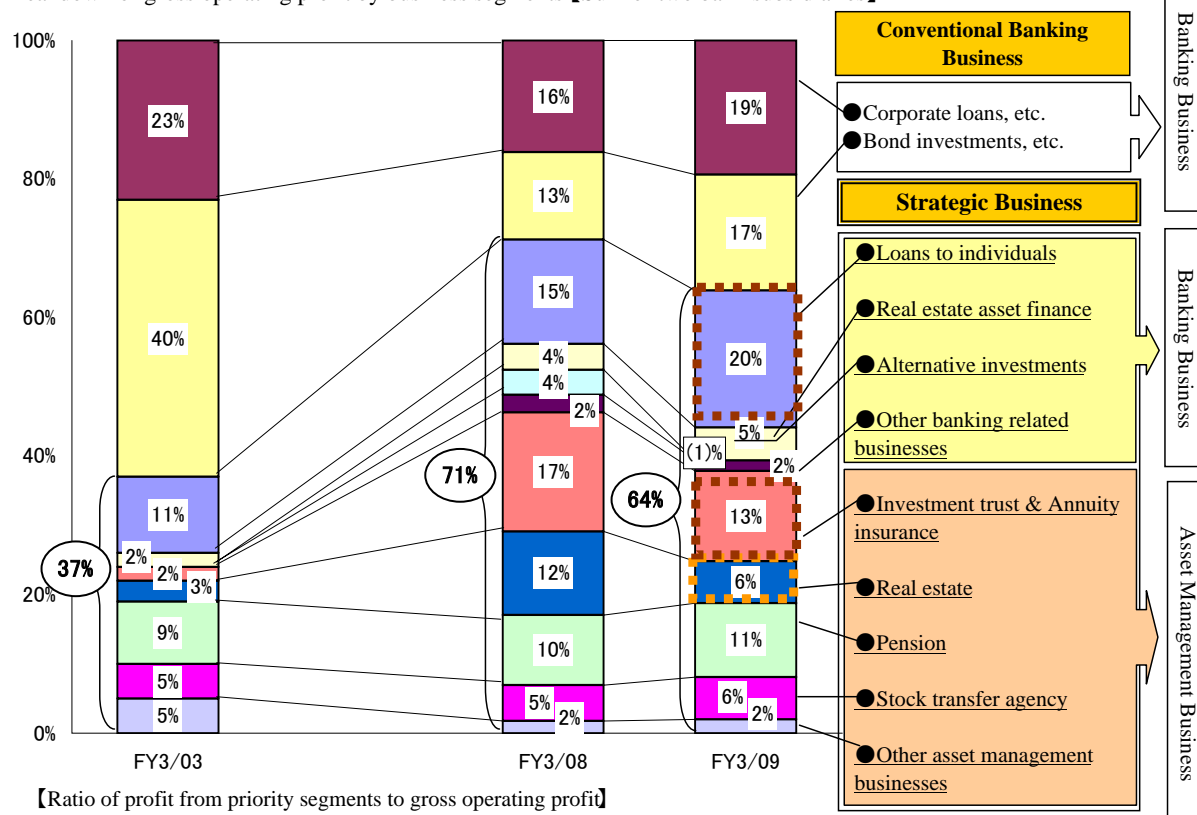 100%
80%
60%
40%
20%
0%
23%
40%
11%
2%
2%
3%
9%
5%
5%
37%
FY3/03
16%
13%
15%
4%
4%
2%
17%
12%
10%
5%
2%
71%
FY3/08
19%
17%
20%
5%
(1)%
2%
13%
6%
11%
6%
2%
64%
FY3/09
Conventional Banking
Business
●Corporate loans, etc.
●Bond investments, etc.
Banking Business
Strategic Business
●Loans to individuals
●Real estate asset finance
●Alternative investments
●Other banking related
businesses
Banking Business
●Investment trust & Annuity
insurance
●Real estate
●Pension
●Stock transfer agency
●Other asset management
businesses
Asset Management Business
【Ratio of profit from priority segments to gross operating profit】